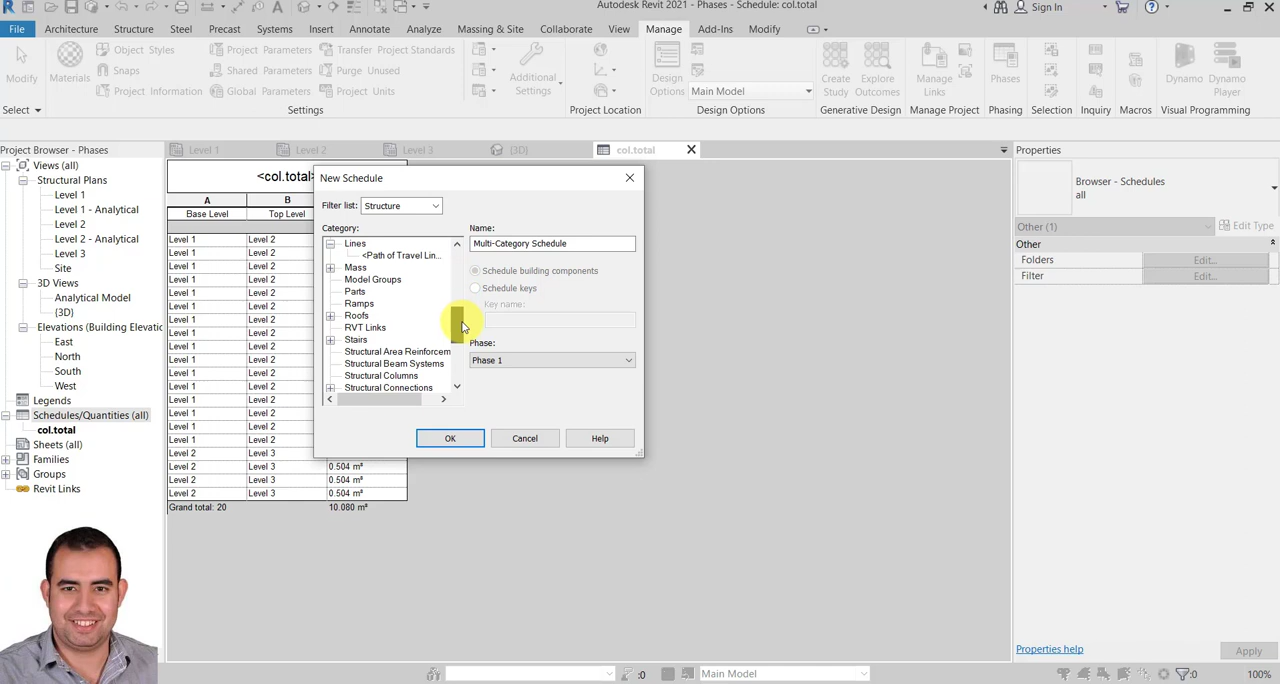 Autodesk Revit 2021 - Phases - Schedule: col.total
Sign In
File Architecture Structure Steel Precast Systems Insert Annotate Analyze Massing & Site Collaborate View Manage Add-Ins Modify
Object Styles Project Parameters Transfer Project Standards
Snaps Shared Parameters Purge Unused
Project Information Global Parameters Project Units
Modify Materials Additional Settings Design Options Main Model Create Study Explore Outcomes Manage Links Phases Dynamo Dynamo Player
Select Settings Project Location Design Options Generative Design Manage Project Phasing Selection Inquiry Macros Visual Programming
Project Browser - Phases
Views (all)
Structural Plans
Level 1
Level 1 - Analytical
Level 2
Level 2 - Analytical
Level 3
Site
3D Views
Analytical Model
(3D)
Elevations (Building Elevatic
East
North
South
West
Legends
Schedules/Quantities (all)
col.total
Sheets (all)
Families
Groups
Revit Links
Level 1 Level 2 Level 3 (3D) col.total
<col.total>
A B
Base Level Top Level
Level 1 Level 2
Level 1 Level 2
Level 1 Level 2
Level 1 Level 2
Level 1 Level 2
Level 1 Level 2
Level 1 Level 2
Level 1 Level 2
Level 2 Level 3
Level 2 Level 3
Level 2 Level 3
Level 2 Level 3
Level 2 Level 3
Level 2 Level 3
Level 2 Level 3
Level 2 Level 3
Level 2 Level 3
Level 2 Level 3 0.504 m²
Level 2 Level 3 0.504 m²
Level 2 Level 3 0.504 m²
Grand total: 20 10.080 m²
New Schedule
Filter list: Structure
Category:
Lines
<Path of Travel Lin...
Mass
Model Groups
Parts
Ramps
Roofs
RVT Links
Stairs
Structural Area Reinforcem
Structural Beam Systems
Structural Columns
Structural Connections
Name:
Multi-Category Schedule
Schedule building components
Schedule keys
Key name:
Phase:
Phase 1
OK Cancel Help
Properties
Browser - Schedules
all
Other (1) Edit Type
Other
Folders Edit...
Filter Edit...
Properties help Apply
:0 Main Model :0 100%